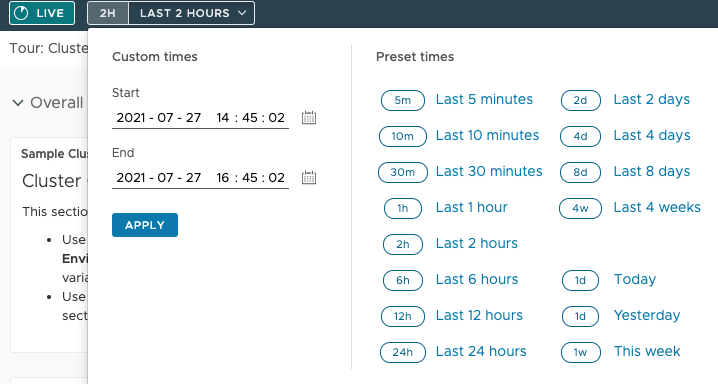 LIVE
2H LAST 2 HOURS
Tour: Cluste
Overall
Sample Clus
Cluster
This sectio
Use
Envi
varia
Use
sect
Custom times
Start
2021 - 07 - 27 14 : 45 : 02
End
2021 - 07 - 27 16 : 45 : 02
APPLY
Preset times
5m Last 5 minutes
10m Last 10 minutes
30m Last 30 minutes
1h Last 1 hour
2h Last 2 hours
6h Last 6 hours
12h Last 12 hours
24h Last 24 hours
2d Last 2 days
4d Last 4 days
8d Last 8 days
4w Last 4 weeks
1d Today
1d Yesterday
1w This week